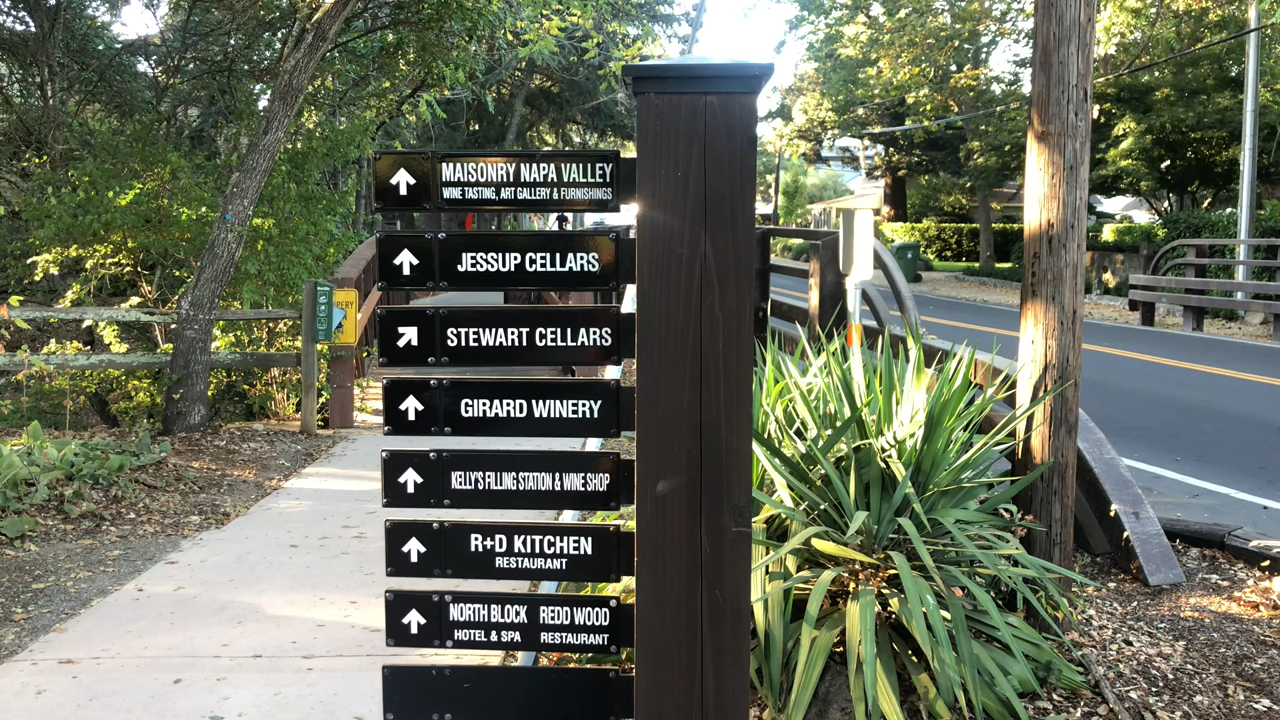 MAISONRY NAPA VALLEY
WINE TASTING, ART GALLERY & FURNISHINGS
JESSUP CELLARS
STEWART CELLARS
GIRARD WINERY
KELLY'S FILLING STATION & WINE SHOP
R+D KITCHEN
RESTAURANT
NORTH BLOCK REDD WOOD
HOTEL & SPA RESTAURANT